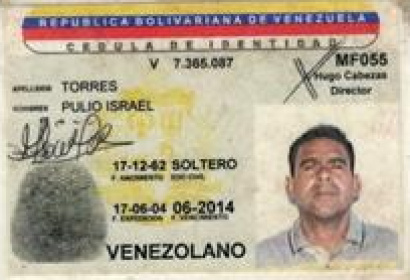 REPUBLICA BOLIVARIANA DE VENEZUELA
CEDULA DE IDENTIDAD
V 7.365.087
MF055
Hugo Cabezas
Director
APELLIDOS TORRES
NOMBRES PULIO ISRAEL
17-12-62 SOLTERO
F. NACIMIENTO EDO CIVIL
17-06-04 06-2014
F. EXPEDICION F. VENCIMIENTO
VENEZOLANO